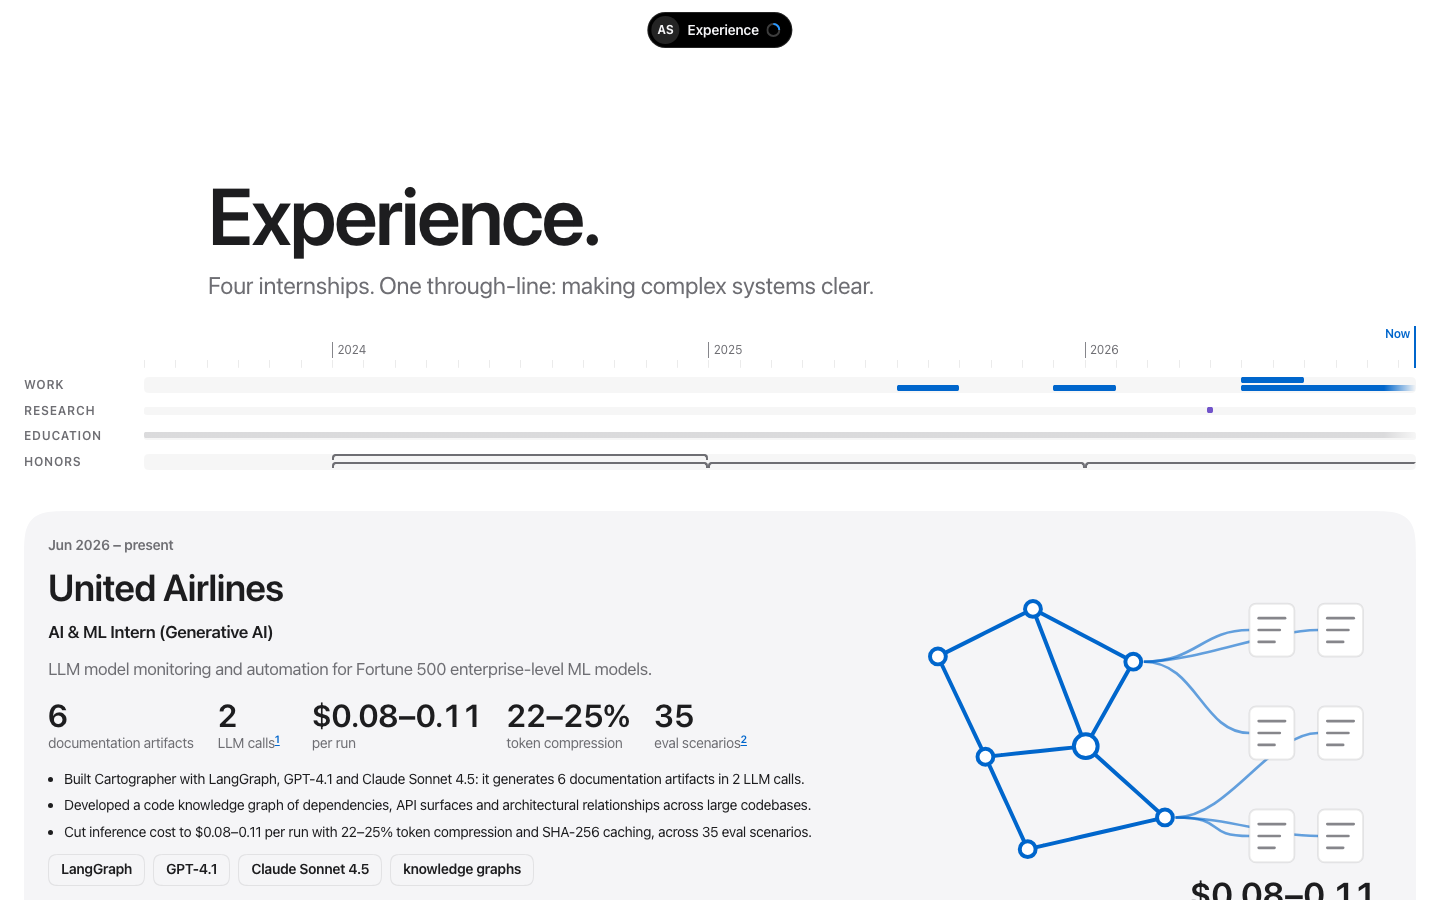 AS Experience
Experience.
Four internships. One through-line: making complex systems clear.
Now
2024 2025 2026
WORK
RESEARCH
EDUCATION
HONORS
Jun 2026 – present
United Airlines
AI & ML Intern (Generative AI)
LLM model monitoring and automation for Fortune 500 enterprise-level ML models.
6 2 $0.08–0.11 22–25% 35
documentation artifacts LLM calls1 per run token compression eval scenarios2
• Built Cartographer with LangGraph, GPT-4.1 and Claude Sonnet 4.5: it generates 6 documentation artifacts in 2 LLM calls.
• Developed a code knowledge graph of dependencies, API surfaces and architectural relationships across large codebases.
• Cut inference cost to $0.08–0.11 per run with 22–25% token compression and SHA-256 caching, across 35 eval scenarios.
LangGraph GPT-4.1 Claude Sonnet 4.5 knowledge graphs
$0.08–0.11